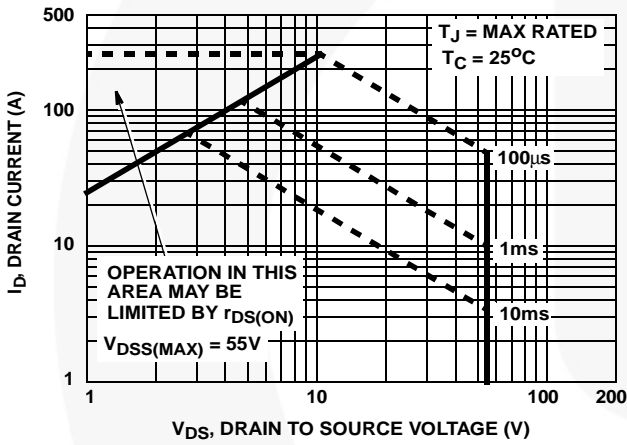 500
100
10
1
I_D, DRAIN CURRENT (A)
T_J = MAX RATED
T_C = 25°C
100μs
1ms
10ms
OPERATION IN THIS
AREA MAY BE
LIMITED BY r_DS(ON)
V_DSS(MAX) = 55V
1
10
100
200
V_DS, DRAIN TO SOURCE VOLTAGE (V)